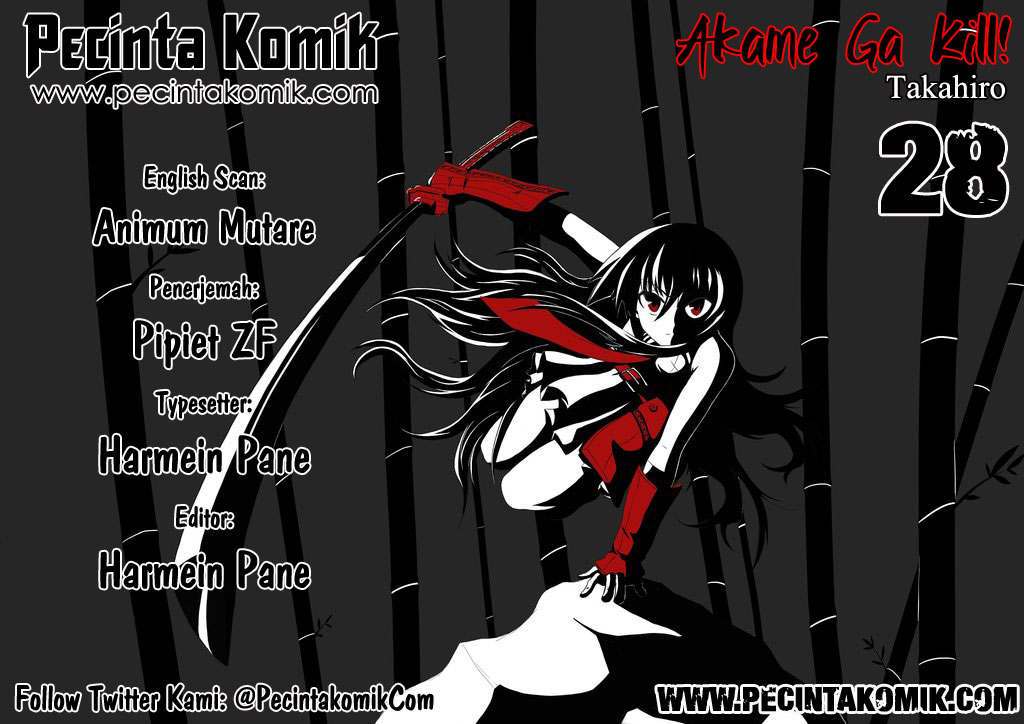 Pecinta Komik
www.pecintakomik.com
Akame Ga Kill!
Takahiro
28
English Scan:
Animum Mutare
Penerjemah:
Pipiet ZF
Typesetter:
Harmein Pane
Editor:
Harmein Pane
Follow Twitter Kami: @PecintakomikCom
WWW.PECINTAKOMIK.COM